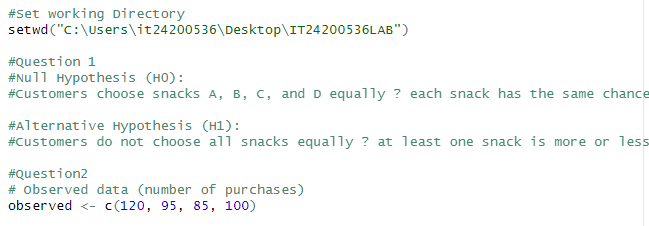 #Set working Directory
setwd("C:\Users\it24200536\Desktop\IT24200536LAB")
#Question 1
#Null Hypothesis (H0):
#Customers choose snacks A, B, C, and D equally ? each snack has the same chance
#Alternative Hypothesis (H1):
#Customers do not choose all snacks equally ? at least one snack is more or less
#Question2
# Observed data (number of purchases)
observed <- c(120, 95, 85, 100)